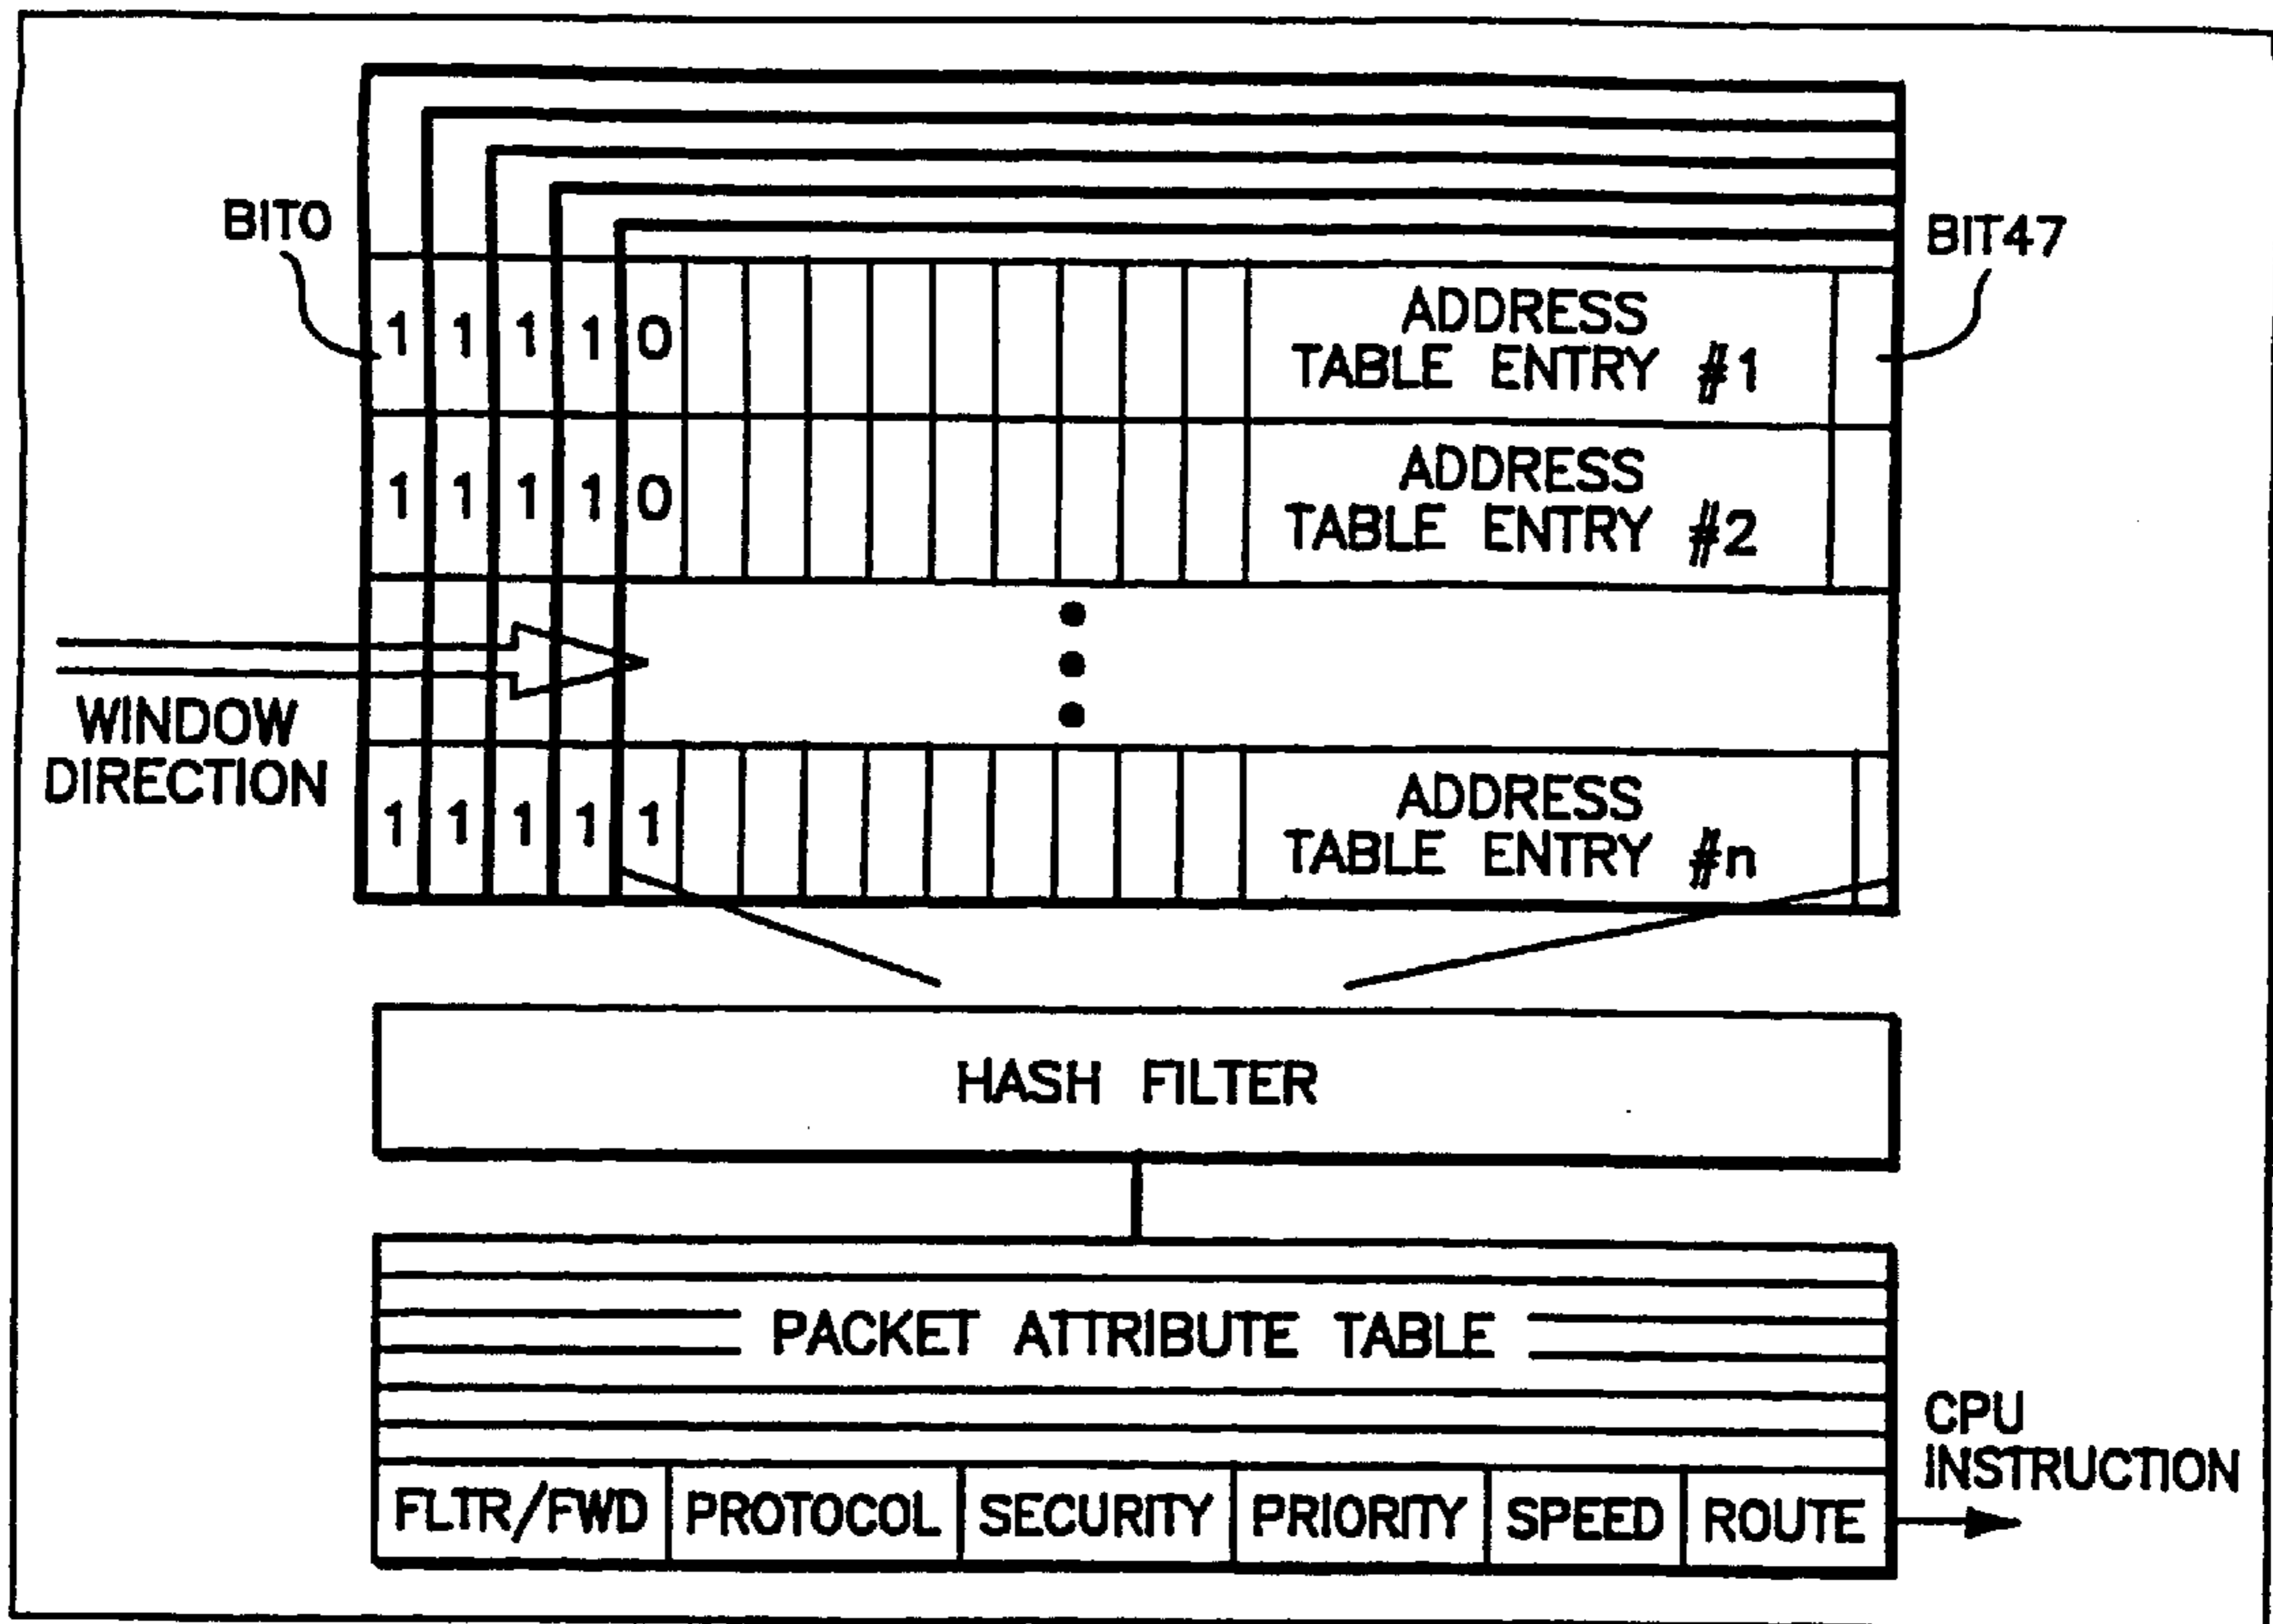 BIT0
BIT47
1 1 1 1 0
ADDRESS
TABLE ENTRY #1
1 1 1 1 0
ADDRESS
TABLE ENTRY #2
WINDOW
DIRECTION
1 1 1 1 1
ADDRESS
TABLE ENTRY #n
HASH FILTER
PACKET ATTRIBUTE TABLE
CPU
INSTRUCTION
FLTR/FWD PROTOCOL SECURITY PRIORITY SPEED ROUTE